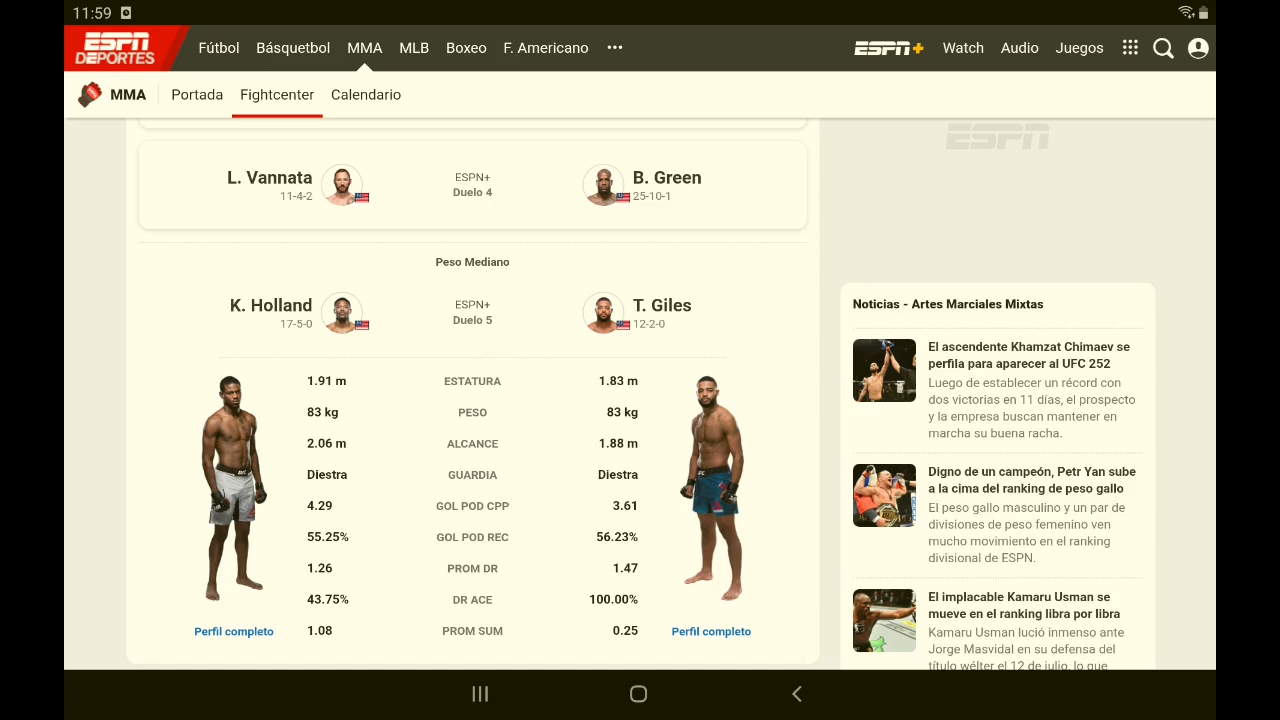 11:59
ESPN DEPORTES
Fútbol Básquetbol MMA MLB Boxeo F. Americano ••• ESPN+ Watch Audio Juegos
MMA Portada Fightcenter Calendario
ESPN
L. Vannata
11-4-2
ESPN+
Duelo 4
B. Green
25-10-1
Peso Mediano
K. Holland
17-5-0
ESPN+
Duelo 5
T. Giles
12-2-0
1.91 m ESTATURA 1.83 m
83 kg PESO 83 kg
2.06 m ALCANCE 1.88 m
Diestra GUARDIA Diestra
4.29 GOL POD CPP 3.61
55.25% GOL POD REC 56.23%
1.26 PROM DR 1.47
43.75% DR ACE 100.00%
Perfil completo 1.08 PROM SUM 0.25 Perfil completo
Noticias - Artes Marciales Mixtas
El ascendente Khamzat Chimaev se
perfila para aparecer al UFC 252
Luego de establecer un récord con
dos victorias en 11 días, el prospecto
y la empresa buscan mantener en
marcha su buena racha.
Digno de un campeón, Petr Yan sube
a la cima del ranking de peso gallo
El peso gallo masculino y un par de
divisiones de peso femenino ven
mucho movimiento en el ranking
divisional de ESPN.
El implacable Kamaru Usman se
mueve en el ranking libra por libra
Kamaru Usman lució inmenso ante
Jorge Masvidal en su defensa del
título wélter el 12 de julio, lo que